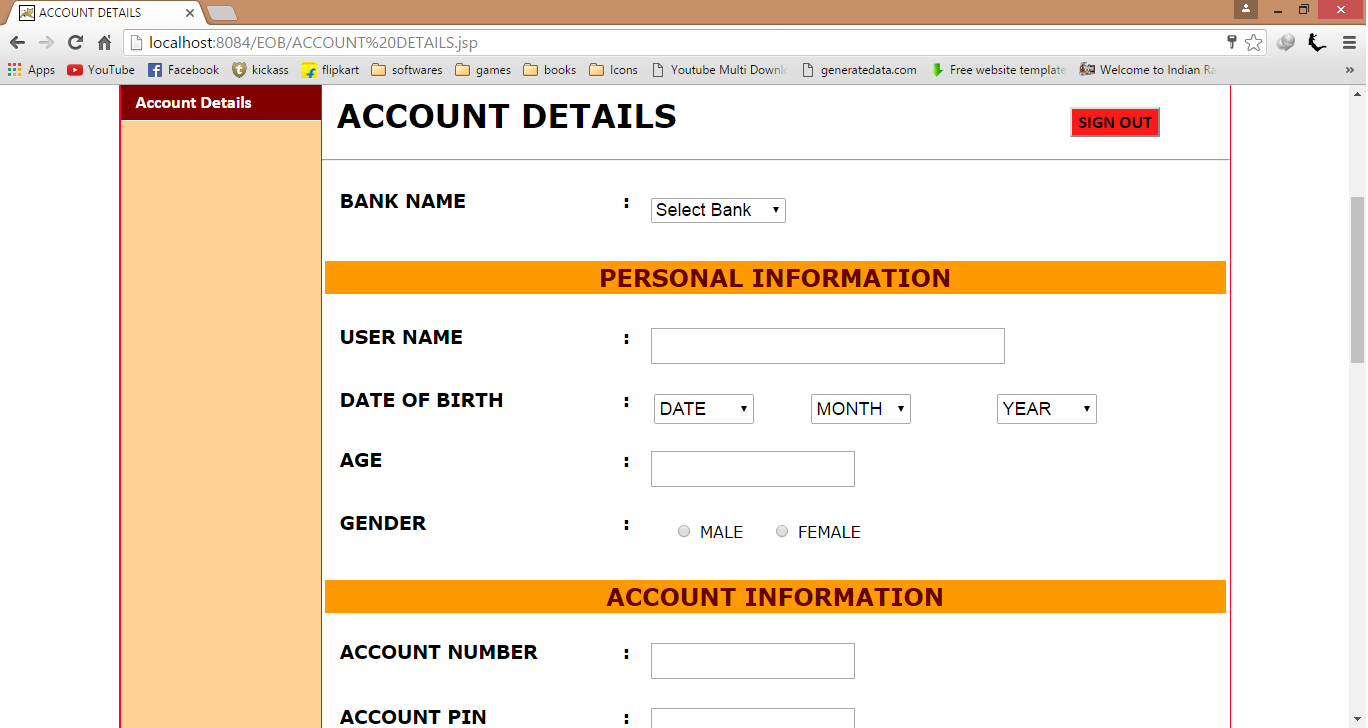 ACCOUNT DETAILS
localhost:8084/EOB/ACCOUNT%20DETAILS.jsp
Apps YouTube Facebook kickass flipkart softwares games books Icons Youtube Multi Downl generatedata.com Free website template Welcome to Indian Ra »
Account Details
ACCOUNT DETAILS
SIGN OUT
BANK NAME : Select Bank
PERSONAL INFORMATION
USER NAME :
DATE OF BIRTH : DATE MONTH YEAR
AGE :
GENDER : MALE FEMALE
ACCOUNT INFORMATION
ACCOUNT NUMBER :
ACCOUNT PIN :